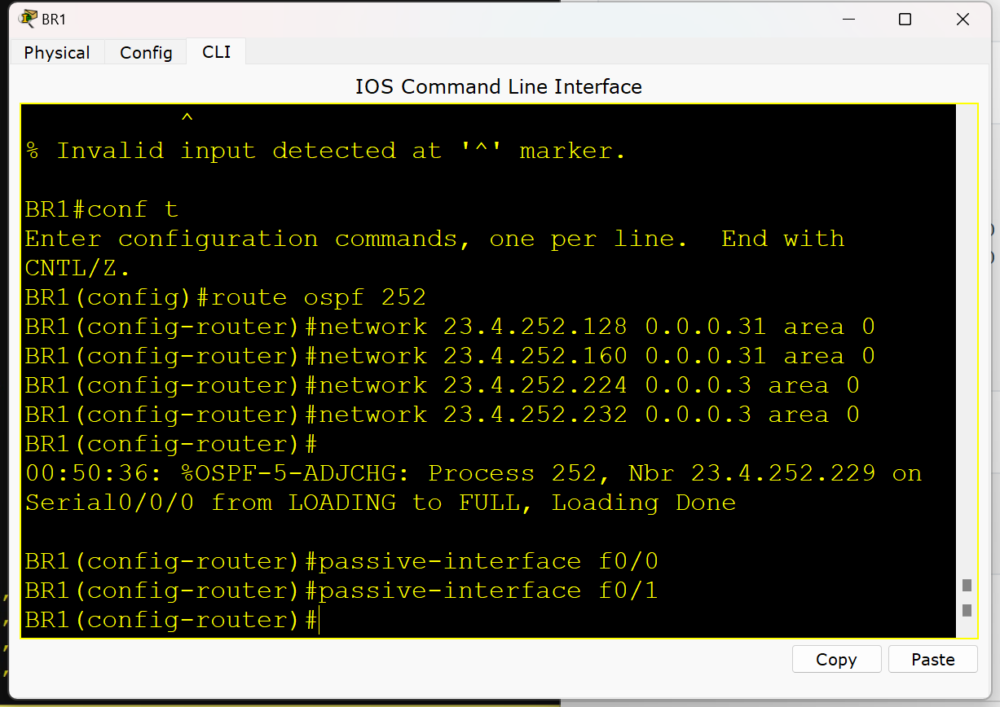 BR1
Physical Config CLI
IOS Command Line Interface
^
% Invalid input detected at '^' marker.
BR1#conf t
Enter configuration commands, one per line.  End with
CNTL/Z.
BR1(config)#route ospf 252
BR1(config-router)#network 23.4.252.128 0.0.0.31 area 0
BR1(config-router)#network 23.4.252.160 0.0.0.31 area 0
BR1(config-router)#network 23.4.252.224 0.0.0.3 area 0
BR1(config-router)#network 23.4.252.232 0.0.0.3 area 0
BR1(config-router)#
00:50:36: %OSPF-5-ADJCHG: Process 252, Nbr 23.4.252.229 on
Serial0/0/0 from LOADING to FULL, Loading Done
BR1(config-router)#passive-interface f0/0
BR1(config-router)#passive-interface f0/1
BR1(config-router)#
Copy Paste